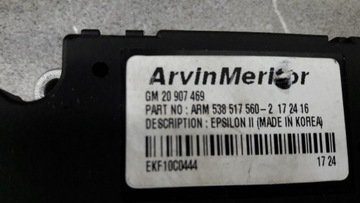 ArvinMeritor
GM 20 907 469
PART NO : ARM 538 517 560-2 17 24 16
DESCRIPTION : EPSILON II (MADE IN KOREA)
EKF10C0444 17 24